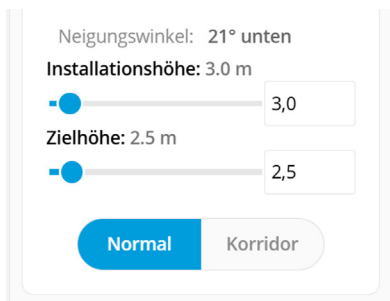 Neigungswinkel: 21° unten
Installationshöhe: 3.0 m
3,0
Zielhöhe: 2.5 m
2,5
Normal Korridor